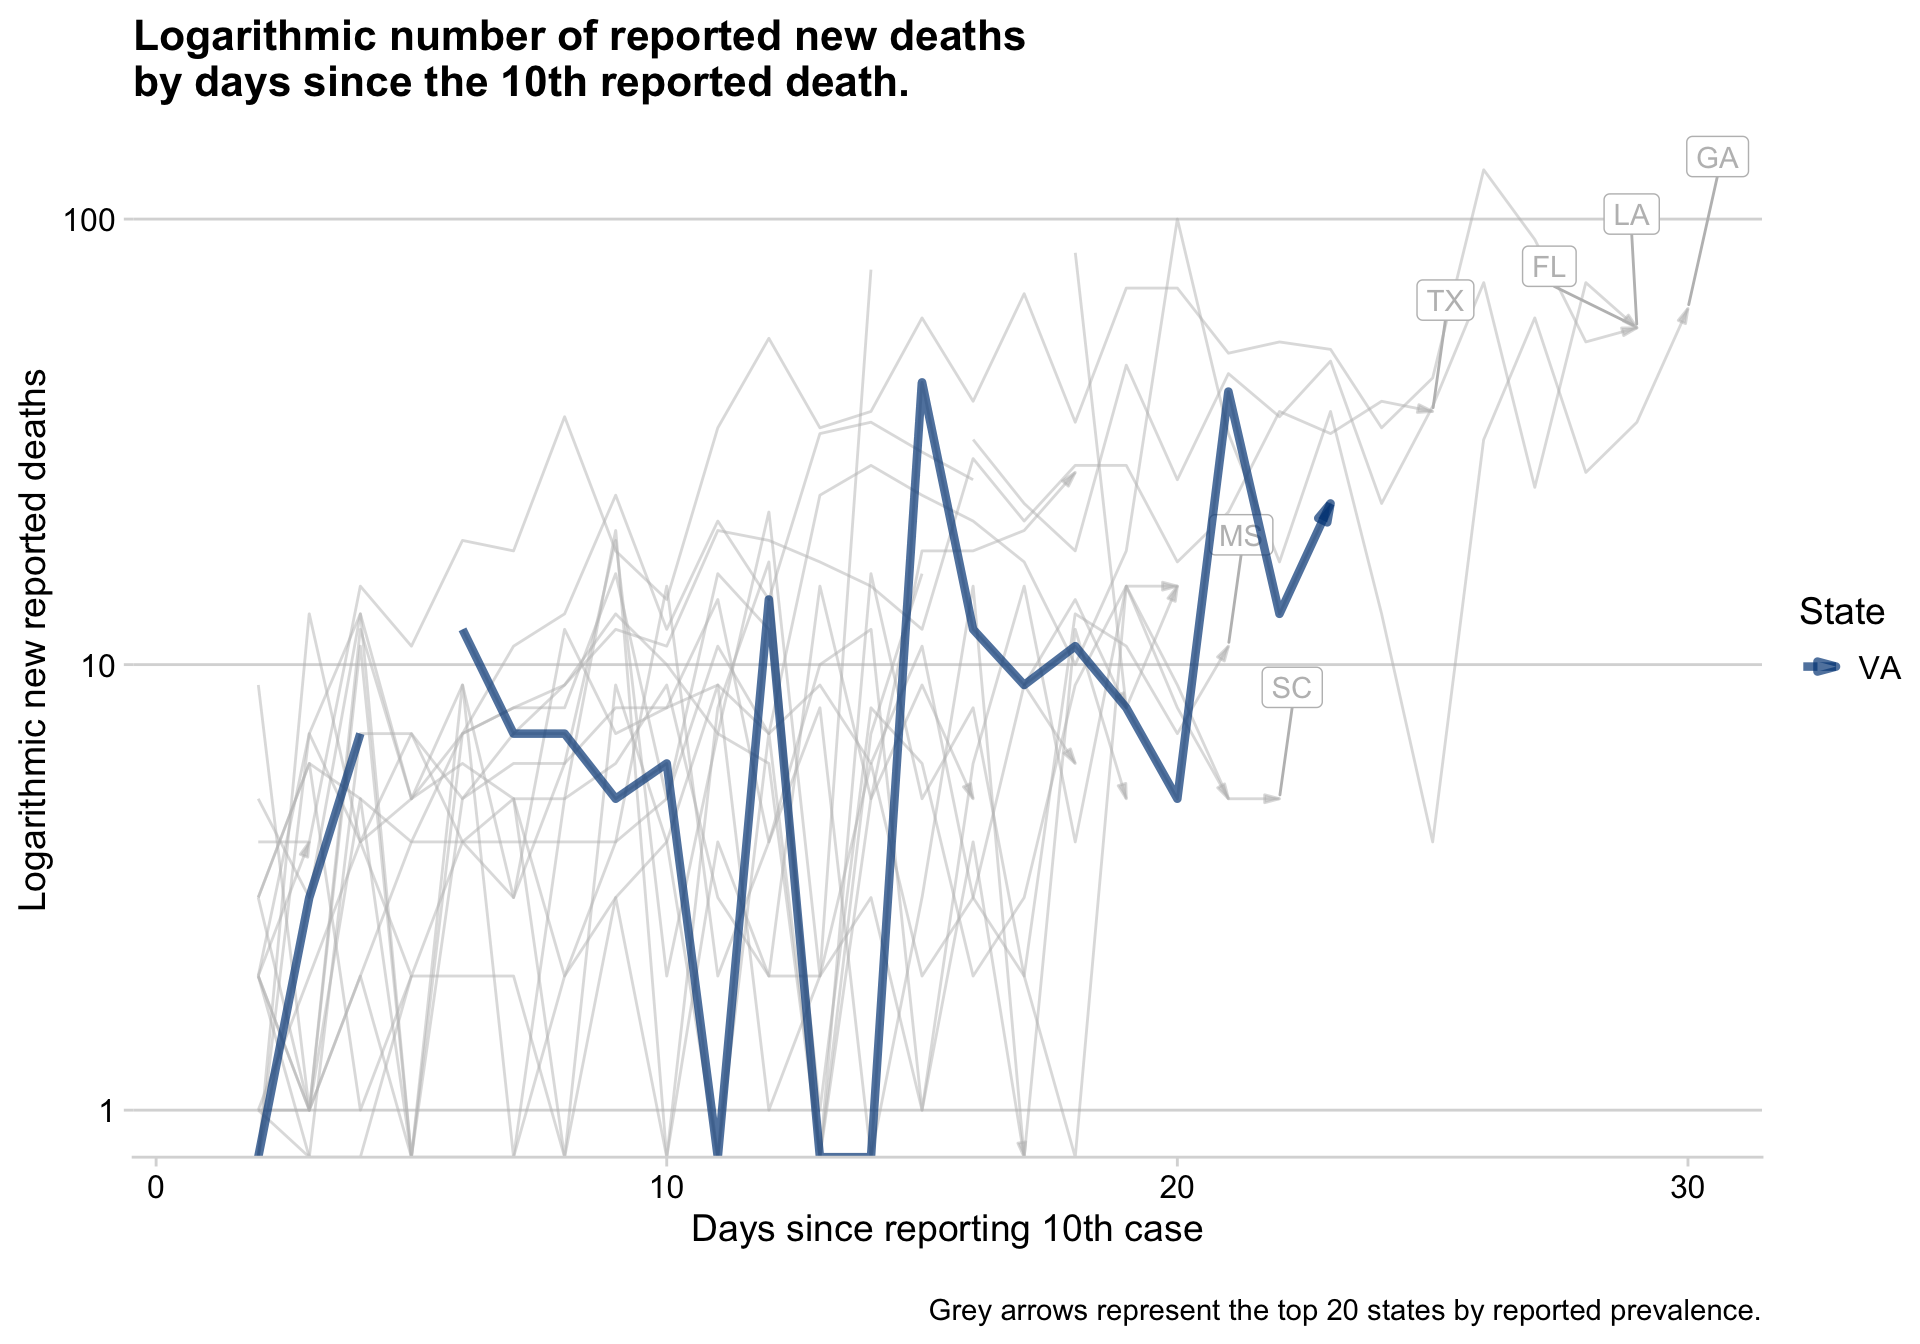 Logarithmic number of reported new deaths
by days since the 10th reported death.
GA
LA
FL
TX
MS
SC
100
10
1
Logarithmic new reported deaths
0 10 20 30
Days since reporting 10th case
State
VA
Grey arrows represent the top 20 states by reported prevalence.